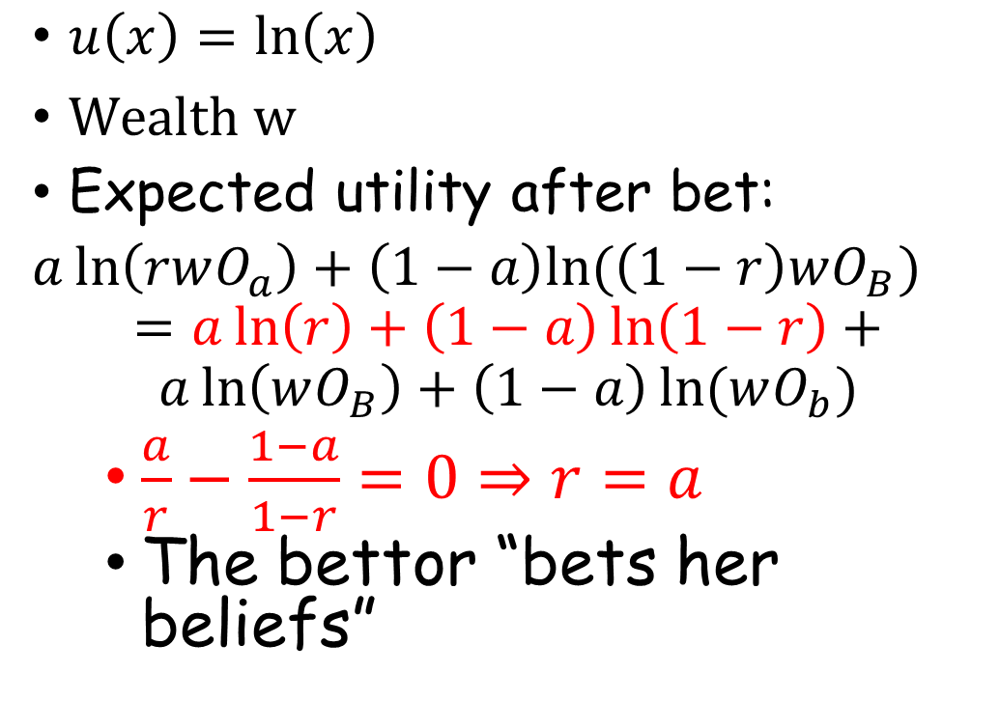 • u(x) = ln(x)
• Wealth w
• Expected utility after bet:
a ln(rwO_a) + (1 − a)ln((1 − r)wO_B)
= a ln(r) + (1 − a) ln(1 − r) +
a ln(wO_B) + (1 − a) ln(wO_b)
• a/r − (1−a)/(1−r) = 0 ⇒ r = a
• The bettor “bets her
beliefs”